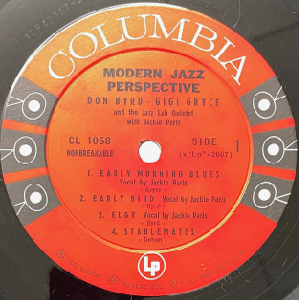 COLUMBIA
MODERN JAZZ
PERSPECTIVE
DON BYRD - GIGI GRYCE
and the Jazz Lab Quintet
with Jackie Paris
CL 1058
SIDE 1
NONBREAKABLE
1. EARLY MORNING BLUES
Vocal by Jackie Paris
- Gryce -
2. EARLY BIRD Vocal by Jackie Paris
3. ELGY Vocal by Jackie Paris
- Byrd -
4. STABLEMATES
- Golson -
Lp